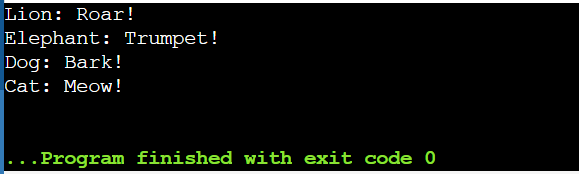 Lion: Roar!
Elephant: Trumpet!
Dog: Bark!
Cat: Meow!
...Program finished with exit code 0